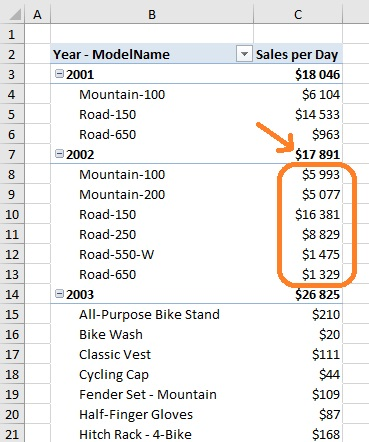 A B C
1
2 Year - ModelName Sales per Day
3 2001 $18 046
4 Mountain-100 $6 104
5 Road-150 $14 533
6 Road-650 $963
7 2002 $17 891
8 Mountain-100 $5 993
9 Mountain-200 $5 077
10 Road-150 $16 381
11 Road-250 $8 829
12 Road-550-W $1 475
13 Road-650 $1 329
14 2003 $26 825
15 All-Purpose Bike Stand $210
16 Bike Wash $20
17 Classic Vest $111
18 Cycling Cap $44
19 Fender Set - Mountain $109
20 Half-Finger Gloves $87
21 Hitch Rack - 4-Bike $168